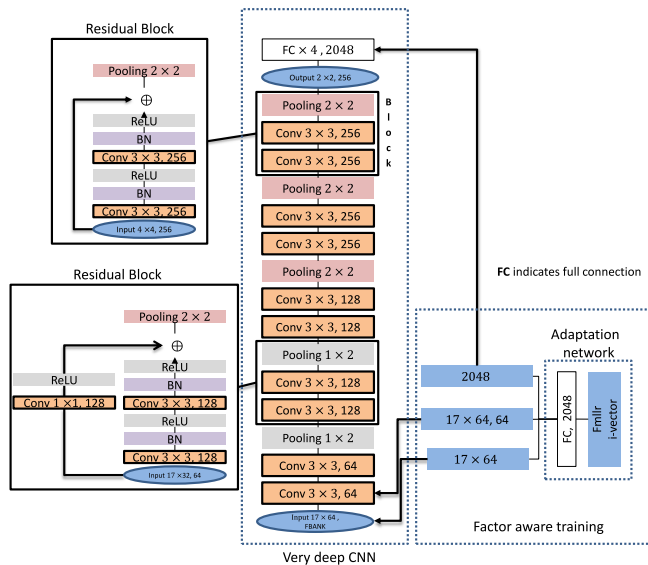 Residual Block
Pooling 2 × 2
⊕
ReLU
BN
Conv 3 × 3, 256
ReLU
BN
Conv 3 × 3, 256
Input 4 ×4, 256
Residual Block
Pooling 2 × 2
⊕
ReLU
ReLU
BN
Conv 1 ×1, 128
Conv 3 × 3, 128
ReLU
BN
Conv 3 × 3, 128
Input 17 ×32, 64
FC × 4 , 2048
Output 2 ×2, 256
Block
Pooling 2 × 2
Conv 3 × 3, 256
Conv 3 × 3, 256
Pooling 2 × 2
Conv 3 × 3, 256
Conv 3 × 3, 256
Pooling 2 × 2
Conv 3 × 3, 128
Conv 3 × 3, 128
Pooling 1 × 2
Conv 3 × 3, 128
Conv 3 × 3, 128
Pooling 1 × 2
Conv 3 × 3, 64
Conv 3 × 3, 64
Input 17 × 64 ,
FBANK
Very deep CNN
FC indicates full connection
Adaptation
network
2048
17 × 64, 64
17 × 64
FC, 2048
Fmllr
i-vector
Factor aware training